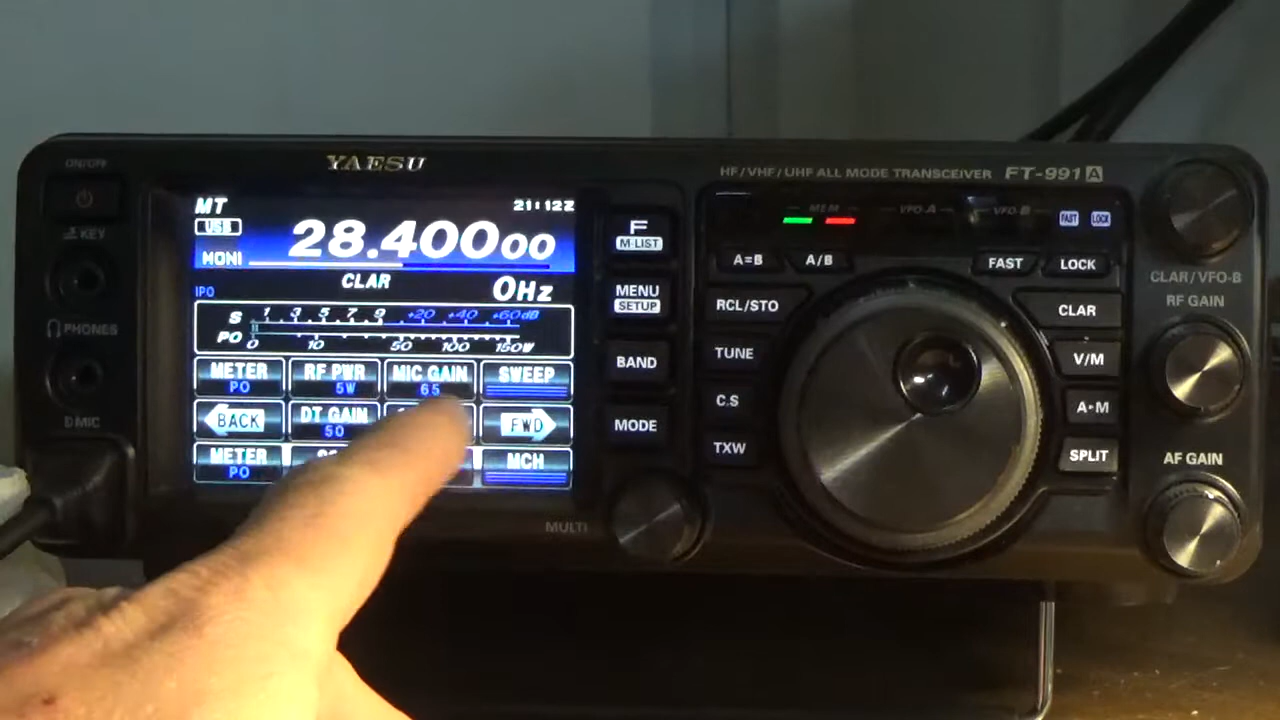 ON/OFF
YAESU
HF/VHF/UHF ALL MODE TRANSCEIVER FT-991A
KEY
PHONES
MIC
MT
21:12Z
USB
28.40000
MONI
CLAR
IPO
0Hz
S 1 3 5 7 9 +20 +40 +60dB
PO 0 10 50 100 150W
METER
PO
RF PWR
5W
MIC GAIN
65
SWEEP
BACK
DT GAIN
50
FWD
METER
PO
MCH
F
M-LIST
MENU
SETUP
BAND
MODE
MULTI
MEM
VFO-A
VFO-B
FAST
LOCK
A=B
A/B
FAST
LOCK
RCL/STO
CLAR
TUNE
V/M
C.S
A▸M
TXW
SPLIT
CLAR/VFO-B
RF GAIN
AF GAIN